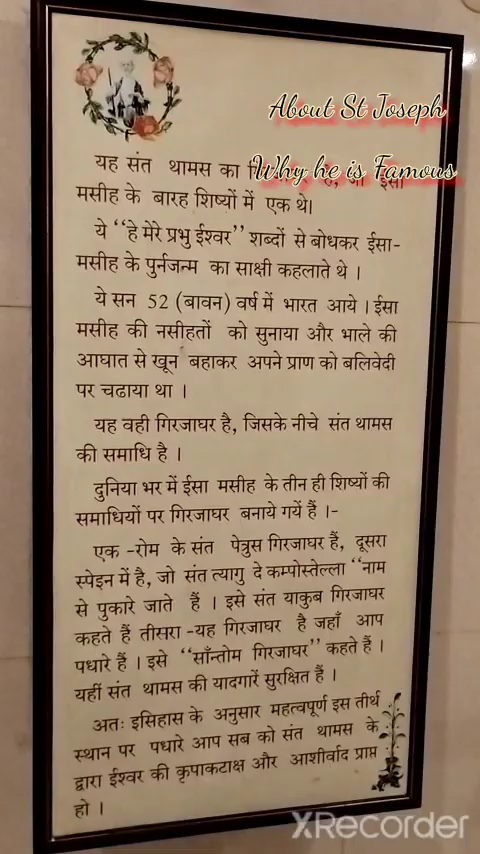 About St Joseph
Why he is Famous
यह संत थामस का
मसीह के बारह शिष्यों में एक थे।
ये "हे मेरे प्रभु ईश्वर" शब्दों से बोधकर ईसा-
मसीह के पुर्नजन्म का साक्षी कहलाते थे ।
ये सन 52 (बावन) वर्ष में भारत आये । ईसा
मसीह की नसीहतों को सुनाया और भाले की
आघात से खून बहाकर अपने प्राण को बलिवेदी
पर चढाया था ।
यह वही गिरजाघर है, जिसके नीचे संत थामस
की समाधि है ।
दुनिया भर में ईसा मसीह के तीन ही शिष्यों की
समाधियों पर गिरजाघर बनाये गयें हैं ।-
एक -रोम के संत पेत्रुस गिरजाघर हैं, दूसरा
स्पेइन में है, जो संत त्यागु दे कम्पोस्तेल्ला "नाम
से पुकारे जाते हैं । इसे संत याकुब गिरजाघर
कहते हैं तीसरा -यह गिरजाघर है जहाँ आप
पधारे हैं । इसे "साँन्तोम गिरजाघर" कहते हैं ।
यहीं संत थामस की यादगारें सुरक्षित हैं ।
अतः इसिहास के अनुसार महत्वपूर्ण इस तीर्थ
स्थान पर पधारे आप सब को संत थामस के
द्वारा ईश्वर की कृपाकटाक्ष और आशीर्वाद प्राप्त
हो ।
XRecorder